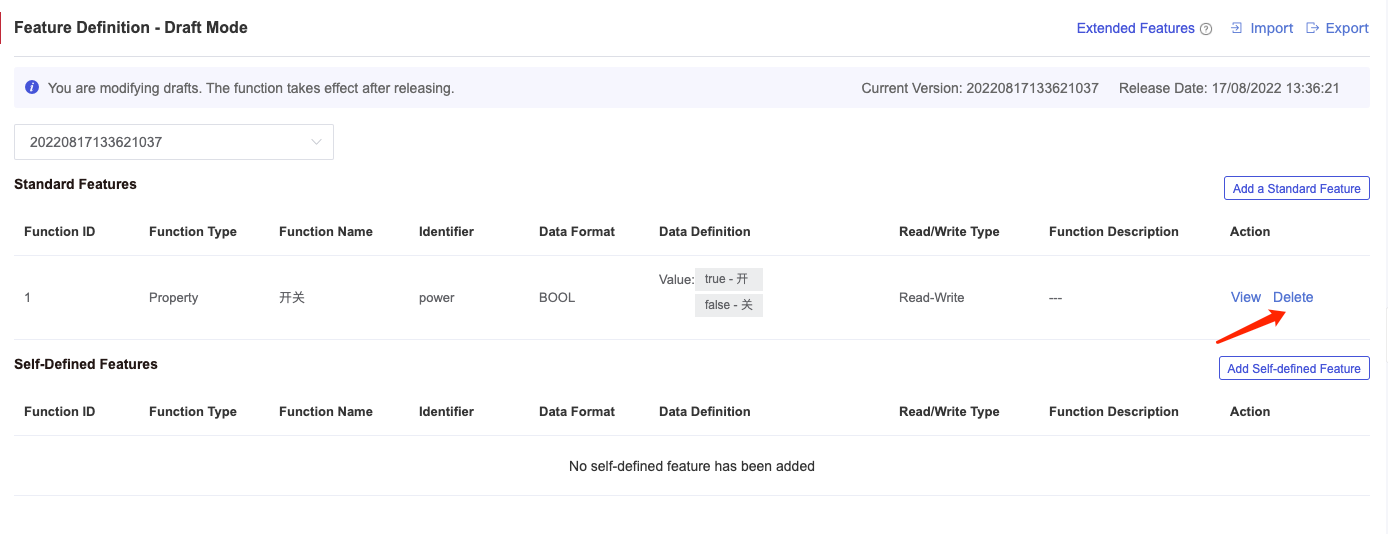 Feature Definition - Draft Mode
Extended Features Import Export
You are modifying drafts. The function takes effect after releasing. Current Version: 20220817133621037 Release Date: 17/08/2022 13:36:21
20220817133621037
Standard Features
Add a Standard Feature
Function ID Function Type Function Name Identifier Data Format Data Definition Read/Write Type Function Description Action
1 Property 开关 power BOOL Value: true - 开 Read-Write --- View Delete
false - 关
Self-Defined Features
Add Self-defined Feature
Function ID Function Type Function Name Identifier Data Format Data Definition Read/Write Type Function Description Action
No self-defined feature has been added